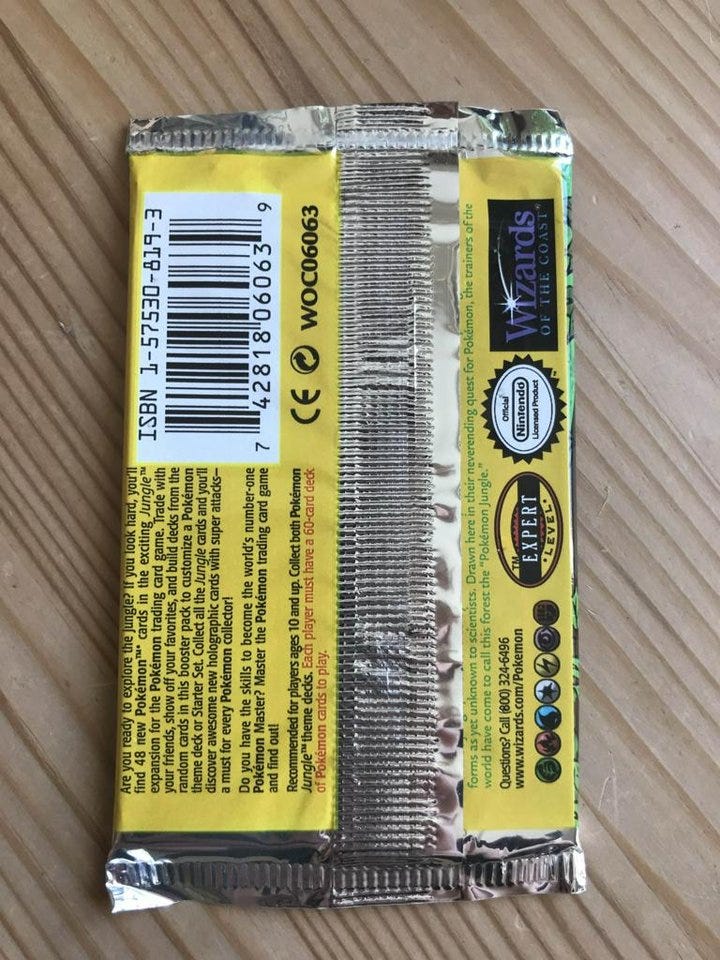 Are you ready to explore the jungle? If you look hard, you'll
find 48 new Pokémon™* cards in the exciting Jungle™
expansion for the Pokémon trading card game. Trade with
your friends, show off your favorites, and build decks from the
random cards in this booster pack to customize a Pokémon
theme deck or Starter Set. Collect all the Jungle cards and you'll
discover awesome new holographic cards with super attacks—
a must for every Pokémon collector!
Do you have the skills to become the world's number-one
Pokémon Master? Master the Pokémon trading card game
and find out!
Recommended for players ages 10 and up. Collect both Pokémon
Jungle™ theme decks. Each player must have a 60-card deck
of Pokémon cards to play.
ISBN 1-57530-819-3
7 42818 06063 9
CE WOC06063
forms as yet unknown to scientists. Drawn here in their neverending quest for Pokémon, the trainers of the
world have come to call this forest the "Pokémon Jungle."
Questions? Call (800) 324-6496
www.wizards.com/Pokemon
TM
EXPERT
LEVEL
Official
Nintendo
Licensed Product
TM
Wizards
OF THE COAST®